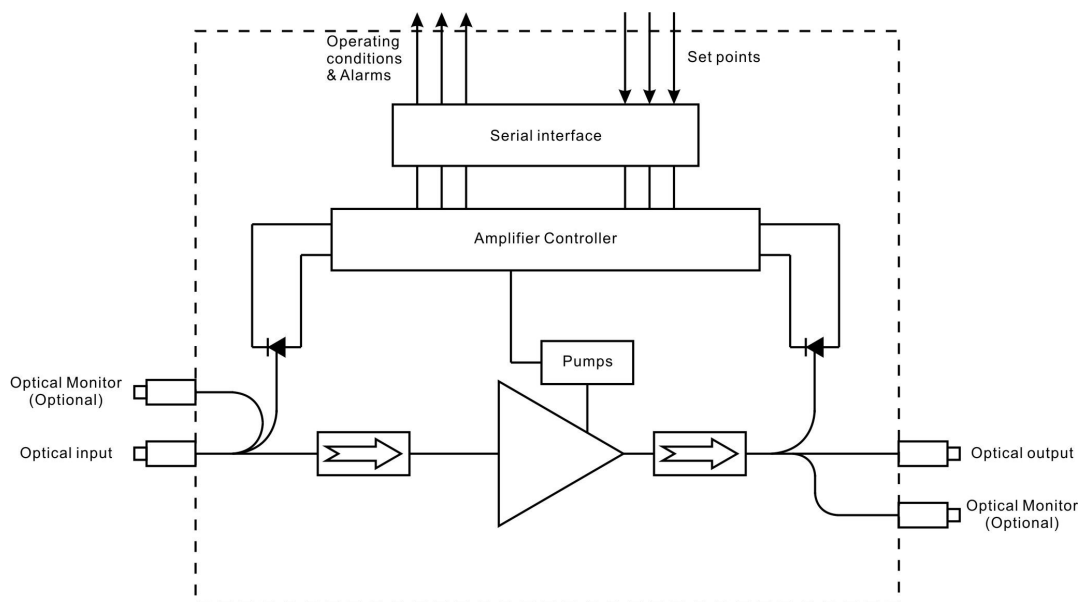 Operating
conditions
& Alarms
Set points
Serial interface
Amplifier Controller
Pumps
Optical Monitor
(Optional)
Optical input
Optical output
Optical Monitor
(Optional)